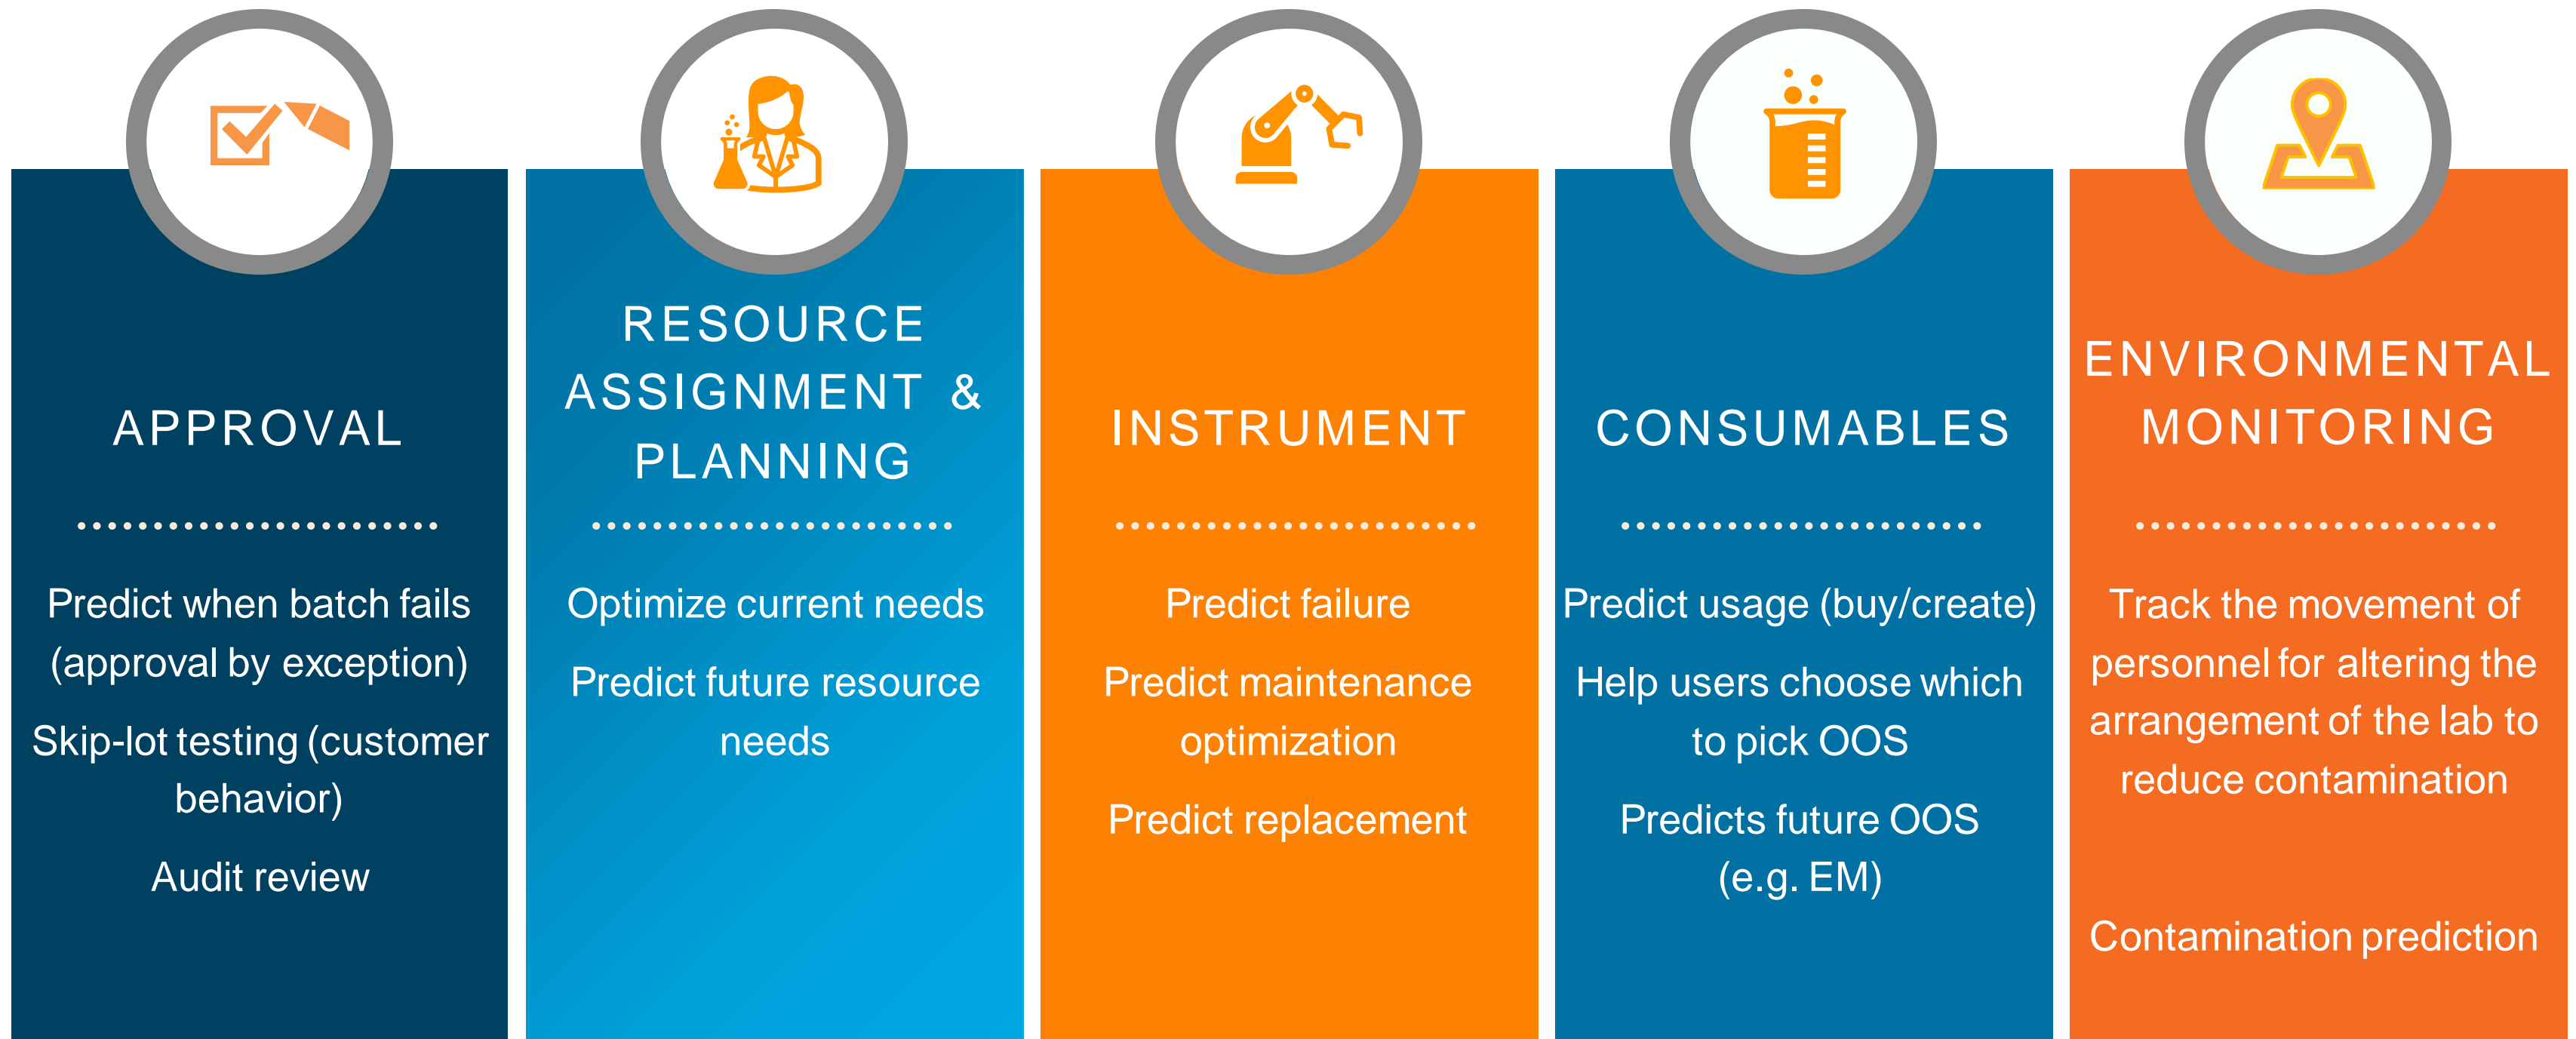 APPROVAL
Predict when batch fails
(approval by exception)
Skip-lot testing (customer
behavior)
Audit review
RESOURCE
ASSIGNMENT &
PLANNING
Optimize current needs
Predict future resource
needs
INSTRUMENT
Predict failure
Predict maintenance
optimization
Predict replacement
CONSUMABLES
Predict usage (buy/create)
Help users choose which
to pick OOS
Predicts future OOS
(e.g. EM)
ENVIRONMENTAL
MONITORING
Track the movement of
personnel for altering the
arrangement of the lab to
reduce contamination
Contamination prediction